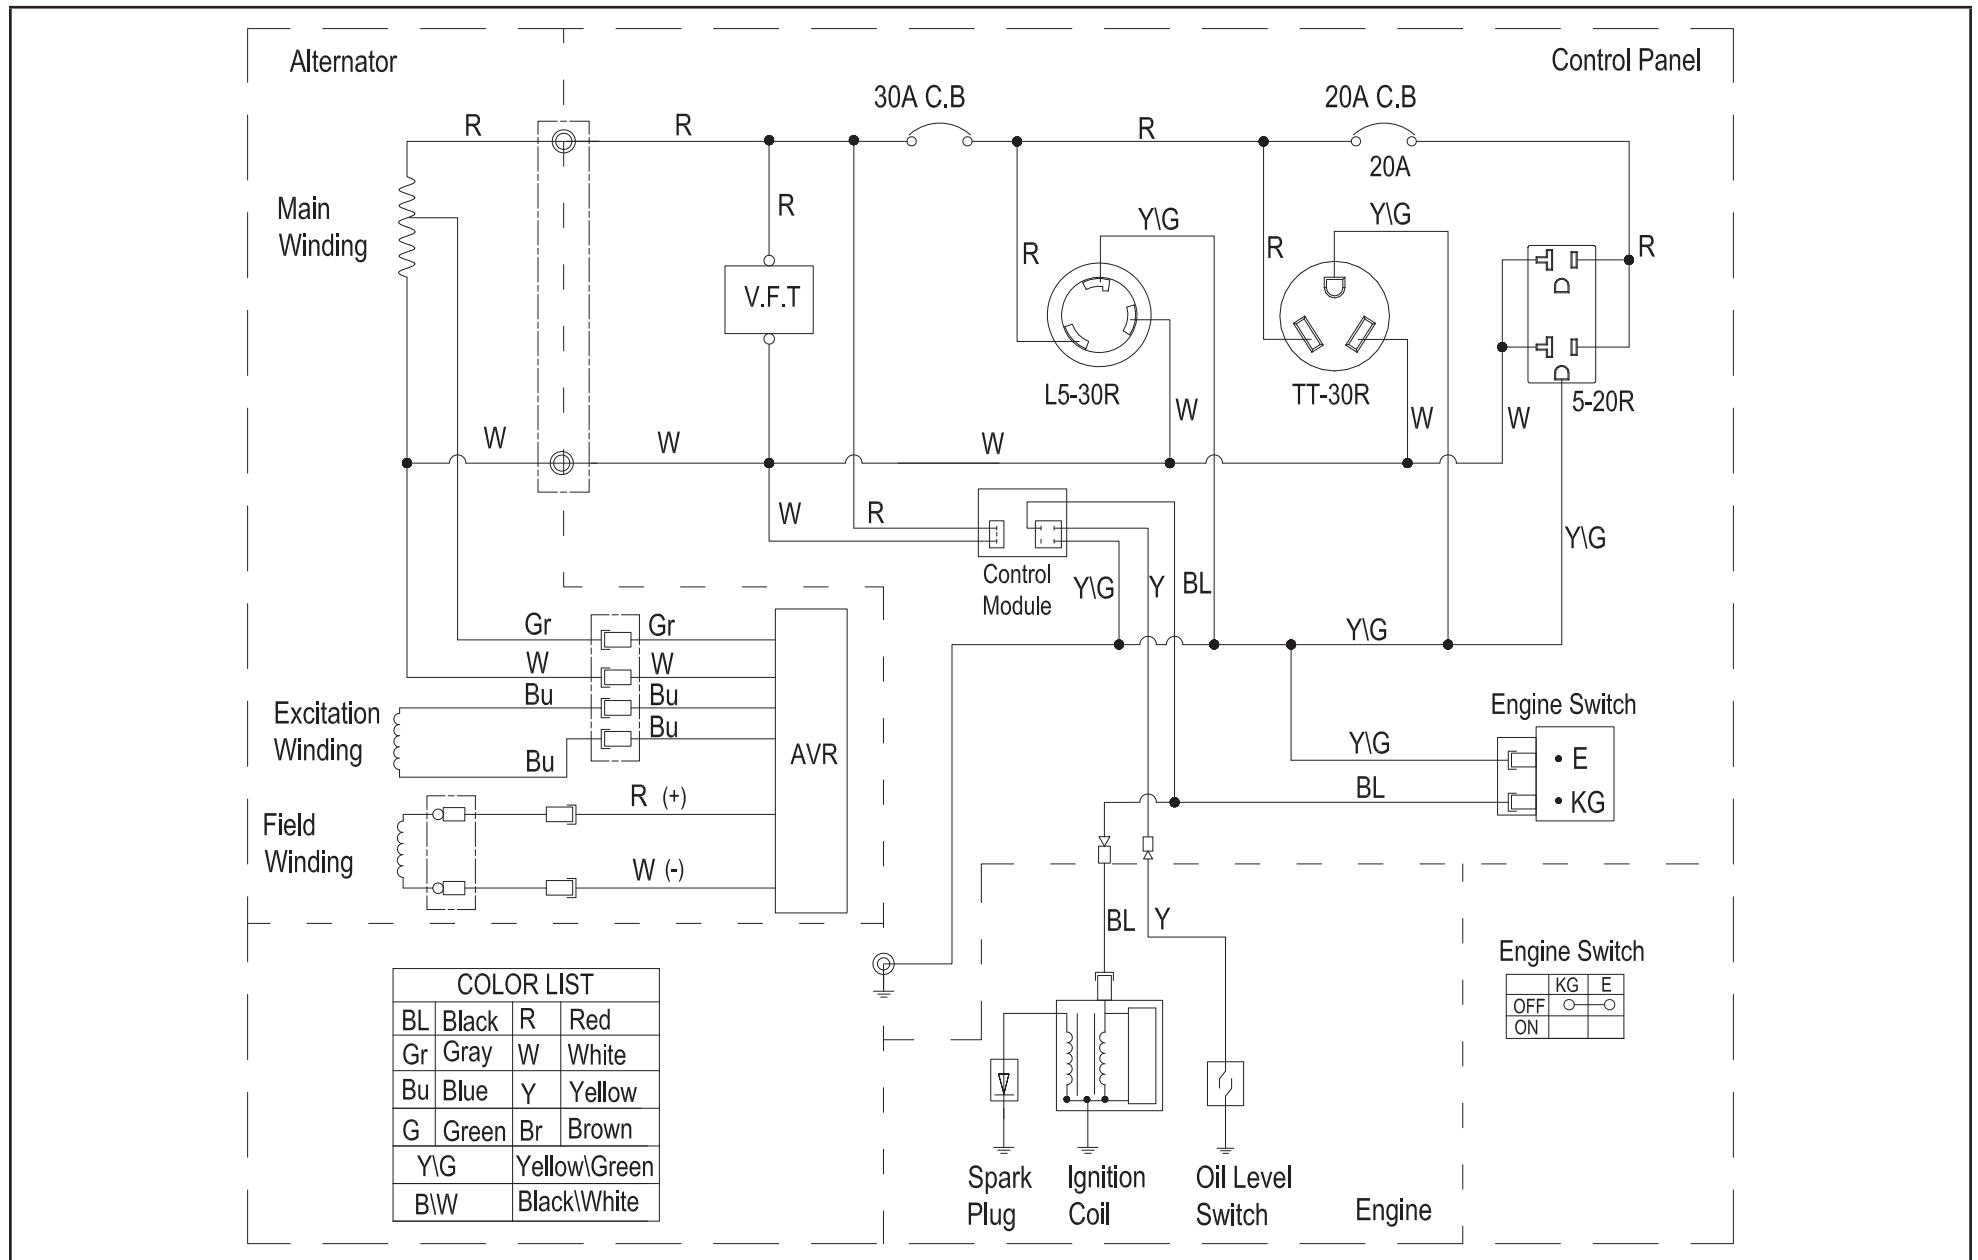 Alternator
Control Panel
30A C.B
20A C.B
R
R
R
20A
Main
Winding
R
Y\G
Y\G
R
R
R
V.F.T
L5-30R
TT-30R
5-20R
W
W
W
W
W
W
W
W
R
Y\G
Control
Module
Y\G
Y
BL
Gr
Gr
Y\G
W
W
Bu
Bu
Excitation
Winding
Bu
Bu
AVR
Engine Switch
Y\G
E
BL
KG
R (+)
Field
Winding
W (-)
BL
Y
Engine Switch
KG E
OFF
ON
COLOR LIST
BL Black R Red
Gr Gray W White
Bu Blue Y Yellow
G Green Br Brown
Y\G Yellow\Green
B\W Black\White
Spark
Plug
Ignition
Coil
Oil Level
Switch
Engine